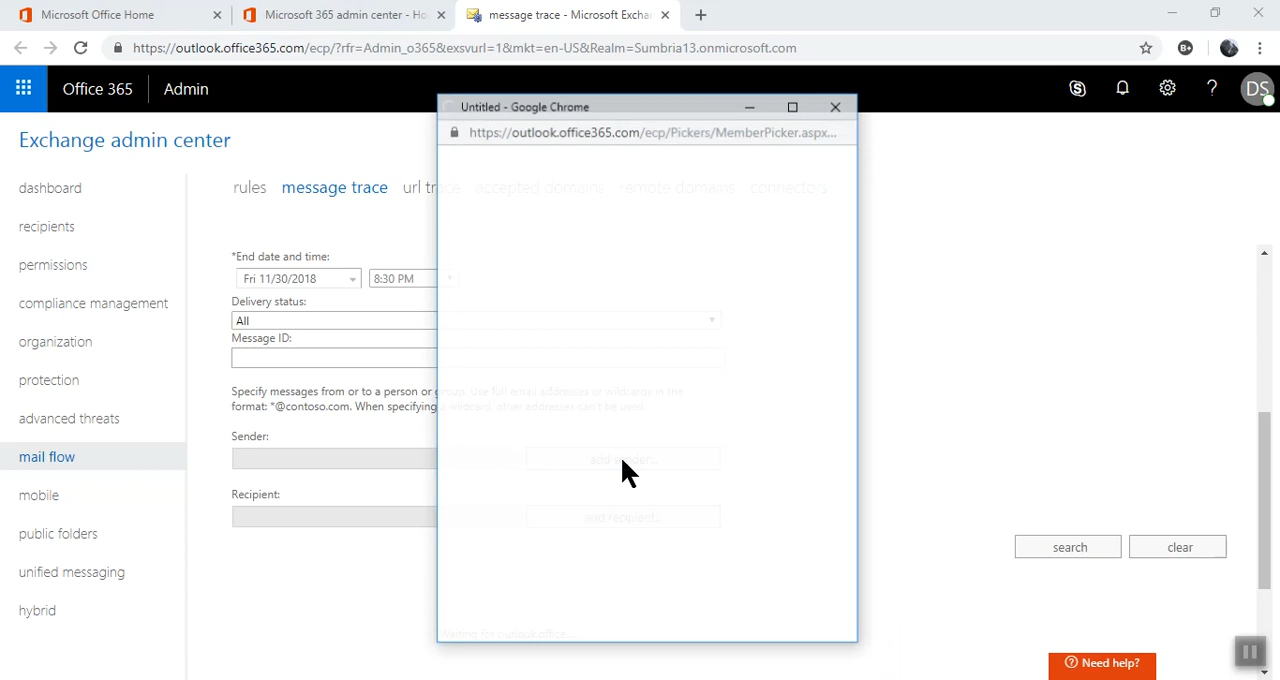 Microsoft Office Home
Microsoft 365 admin center - Ho
message trace - Microsoft Excha
https://outlook.office365.com/ecp/?rfr=Admin_o365&exsvurl=1&mkt=en-US&Realm=Sumbria13.onmicrosoft.com
Office 365
Admin
DS
Untitled - Google Chrome
https://outlook.office365.com/ecp/Pickers/MemberPicker.aspx...
Exchange admin center
dashboard
recipients
permissions
compliance management
organization
protection
advanced threats
mail flow
mobile
public folders
unified messaging
hybrid
rules message trace url trace accepted domains remote domains connectors
*End date and time:
Fri 11/30/2018
8:30 PM
Delivery status:
All
Message ID:
Specify messages from or to a person or group. Use full email addresses or wildcards in the
format: *@contoso.com. When specifying a wildcard, other addresses can't be used.
Sender:
add sender...
Recipient:
add recipient...
search
clear
Waiting for outlook.office...
Need help?